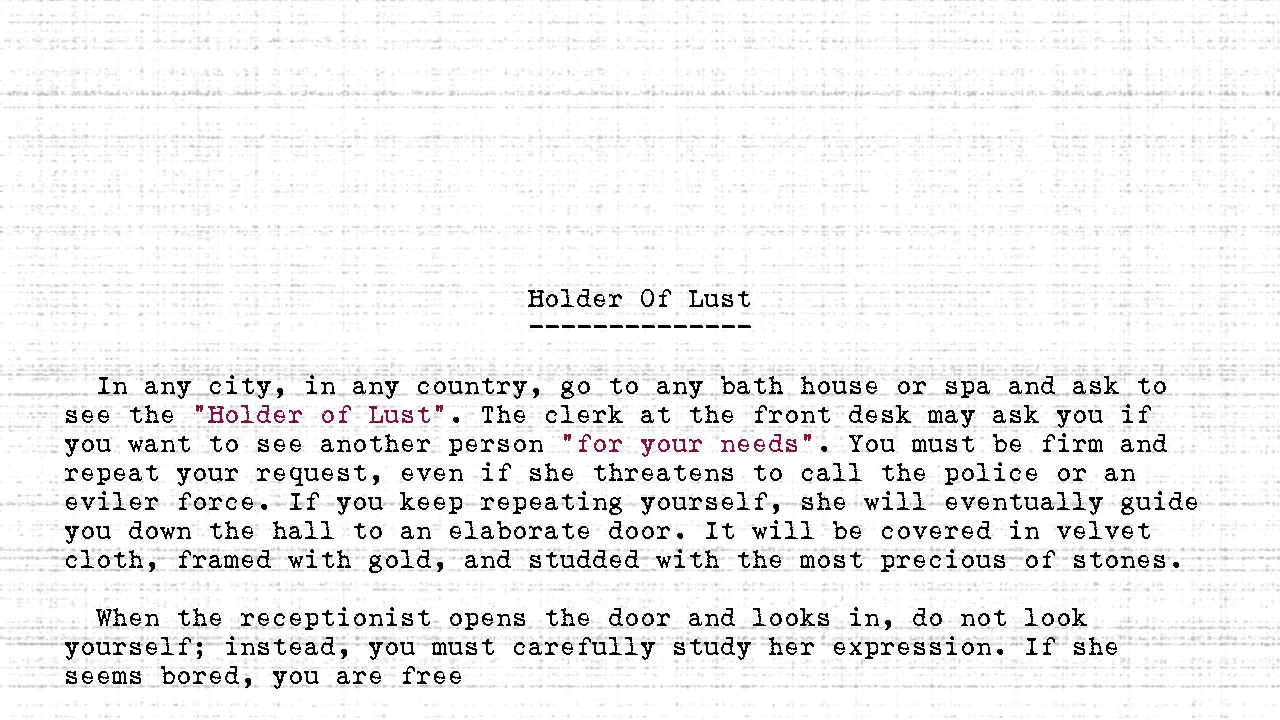 Holder Of Lust
--------------
In any city, in any country, go to any bath house or spa and ask to
see the "Holder of Lust". The clerk at the front desk may ask you if
you want to see another person "for your needs". You must be firm and
repeat your request, even if she threatens to call the police or an
eviler force. If you keep repeating yourself, she will eventually guide
you down the hall to an elaborate door. It will be covered in velvet
cloth, framed with gold, and studded with the most precious of stones.
When the receptionist opens the door and looks in, do not look
yourself; instead, you must carefully study her expression. If she
seems bored, you are free